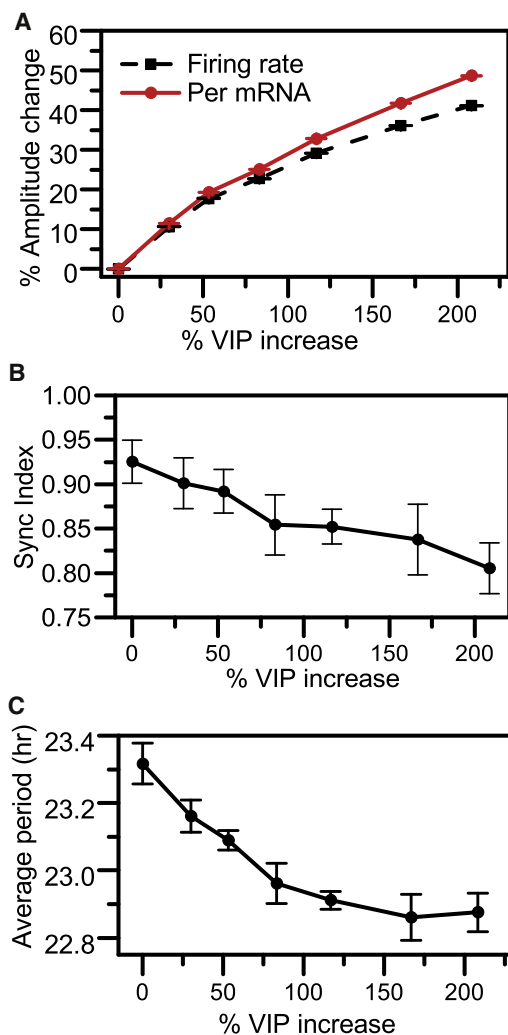 A
60
50
40
30
20
10
0
% Amplitude change
Firing rate
Per mRNA
0 50 100 150 200
% VIP increase
B
1.00
0.95
0.90
0.85
0.80
0.75
Sync Index
0 50 100 150 200
% VIP increase
C
23.4
23.2
23.0
22.8
Average period (hr)
0 50 100 150 200
% VIP increase